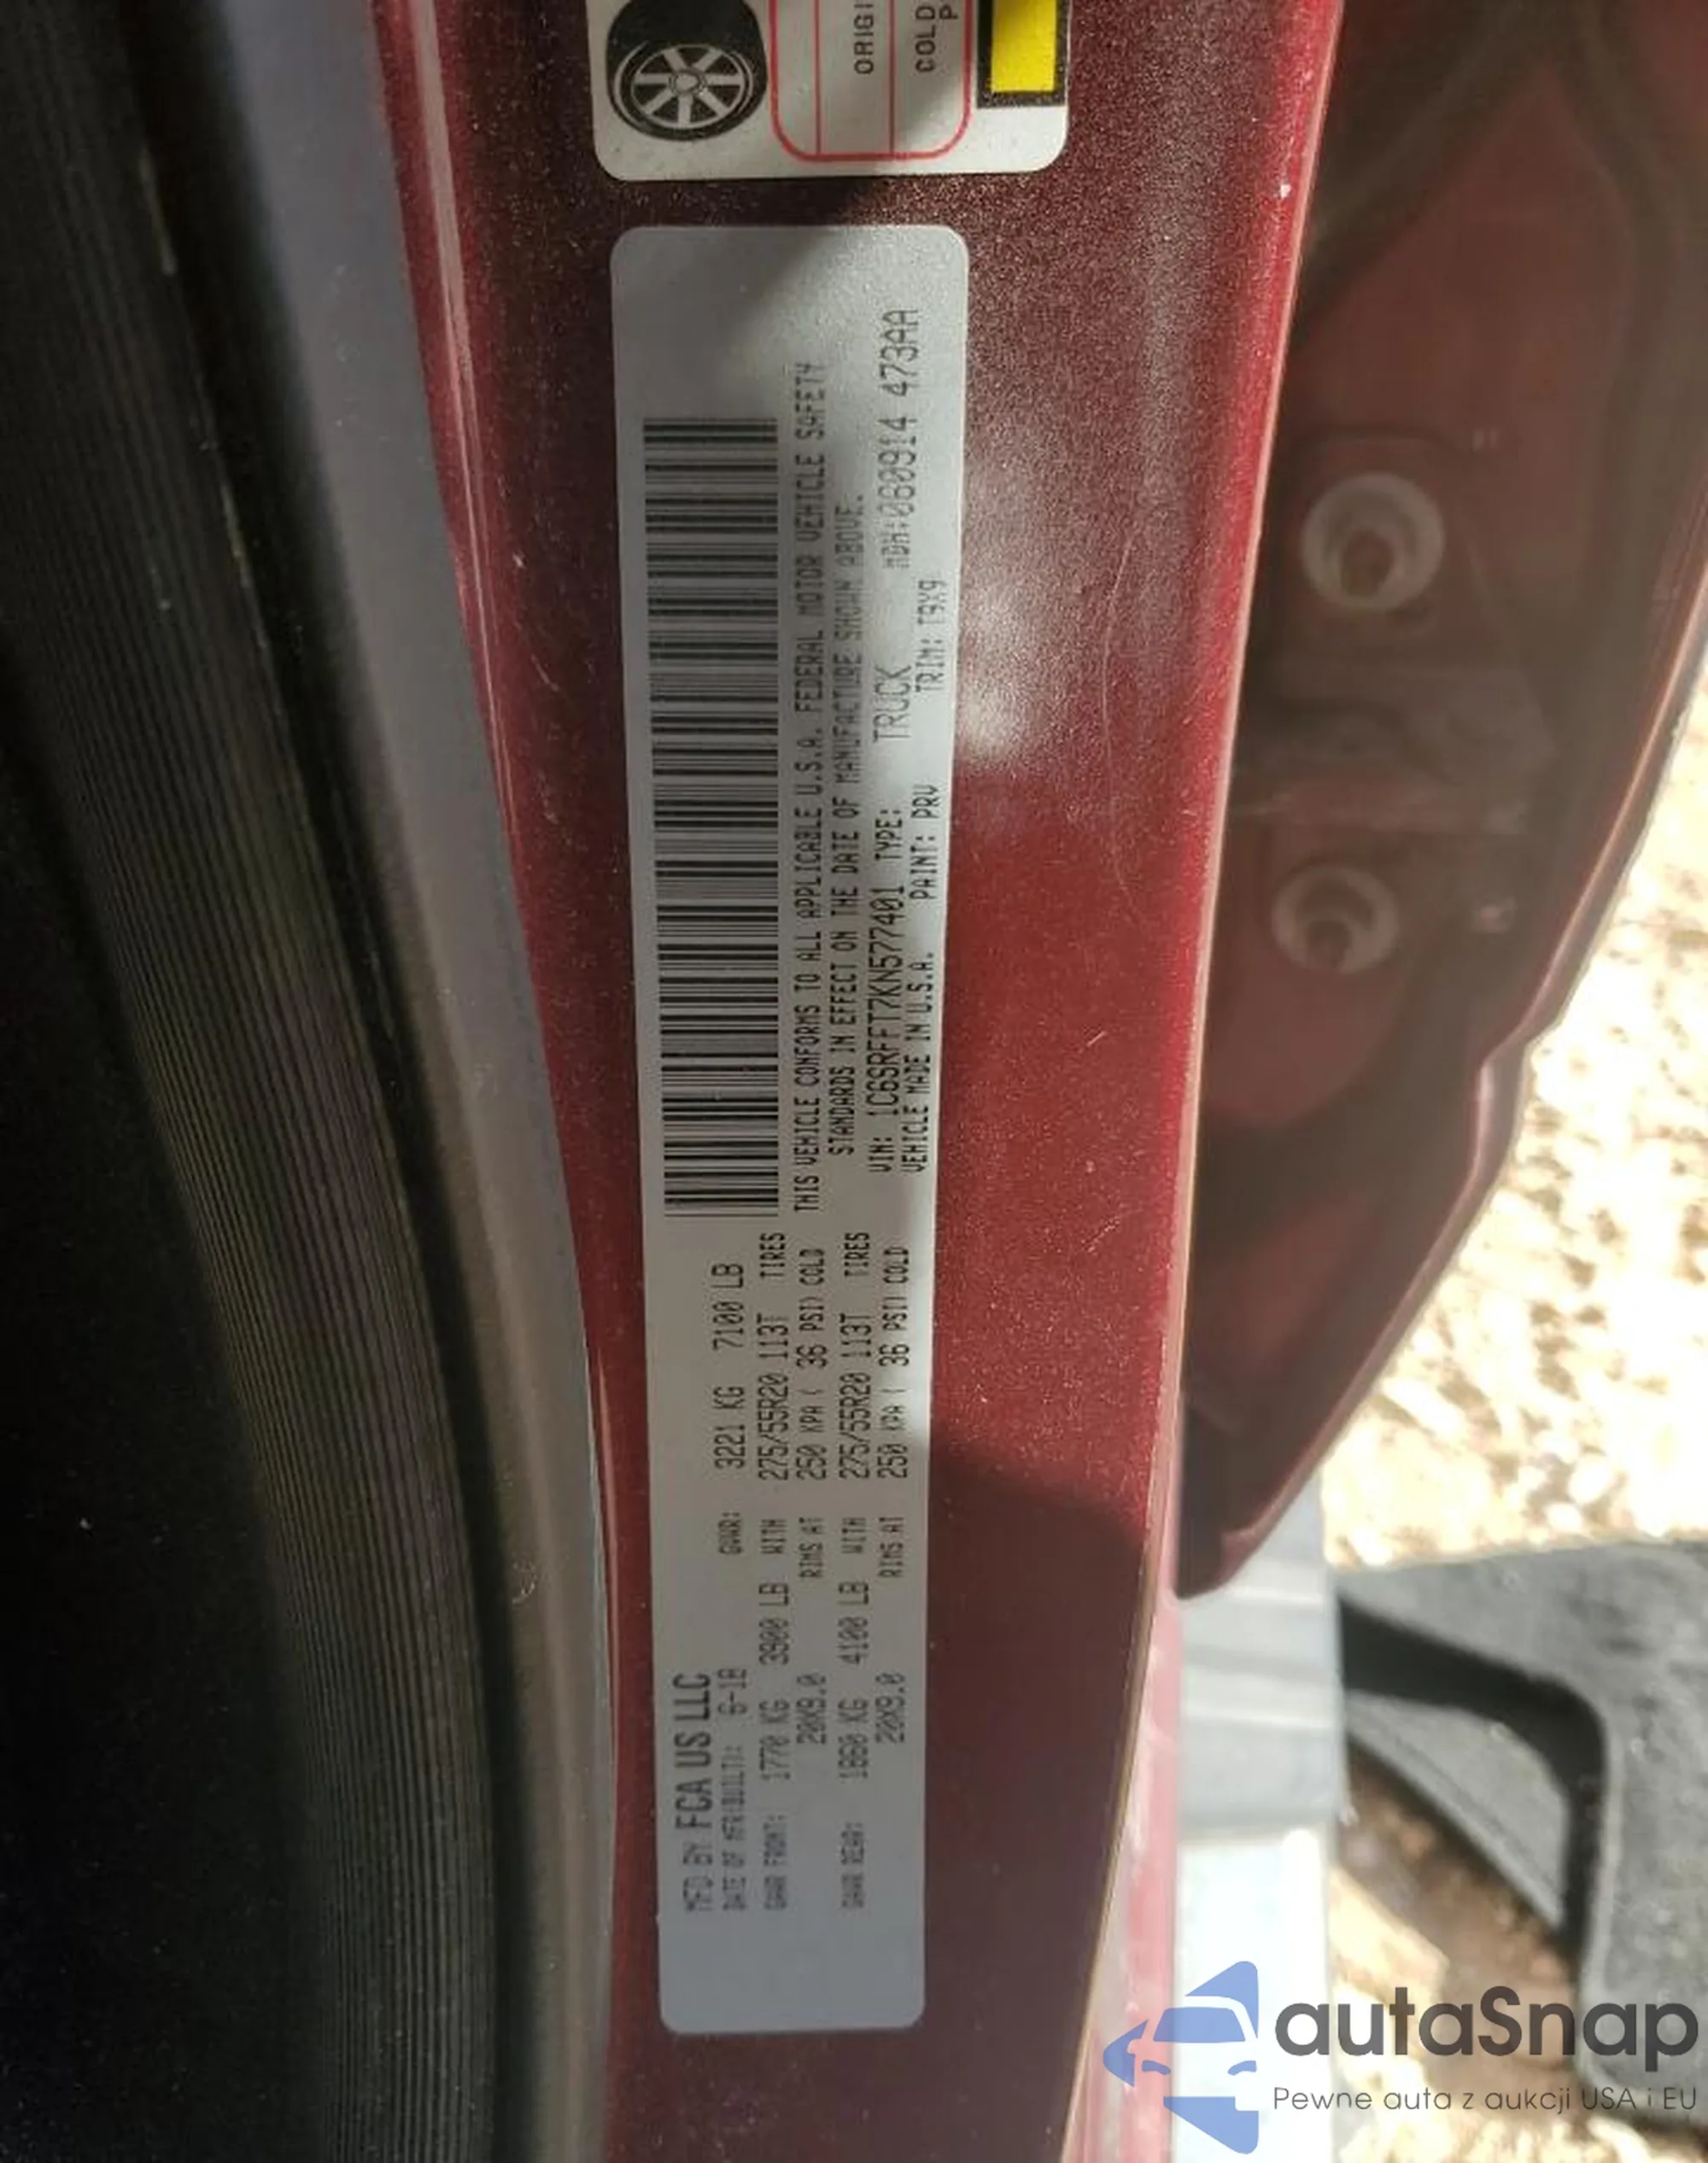 ORIGI
COLD
P
MFD BY FCA US LLC
DATE OF MFR(BUILT): 6-18 GVWR: 3221 KG 7100 LB
GAWR FRONT: 1770 KG 3900 LB WITH 275/55R20 113T TIRES
20X9.0 RIMS AT 250 KPA ( 36 PSI) COLD
GAWR REAR: 1860 KG 4100 LB WITH 275/55R20 113T TIRES
20X9.0 RIMS AT 250 KPA ( 36 PSI) COLD
THIS VEHICLE CONFORMS TO ALL APPLICABLE U.S.A. FEDERAL MOTOR VEHICLE SAFETY
STANDARDS IN EFFECT ON THE DATE OF MANUFACTURE SHOWN ABOVE.
VIN: 1C6SRFFT7KN577401 TYPE: TRUCK MDH:060914 473AA
VEHICLE MADE IN U.S.A. PAINT: PRV TRIM: T9X9
autaSnap
Pewne auta z aukcji USA i EU